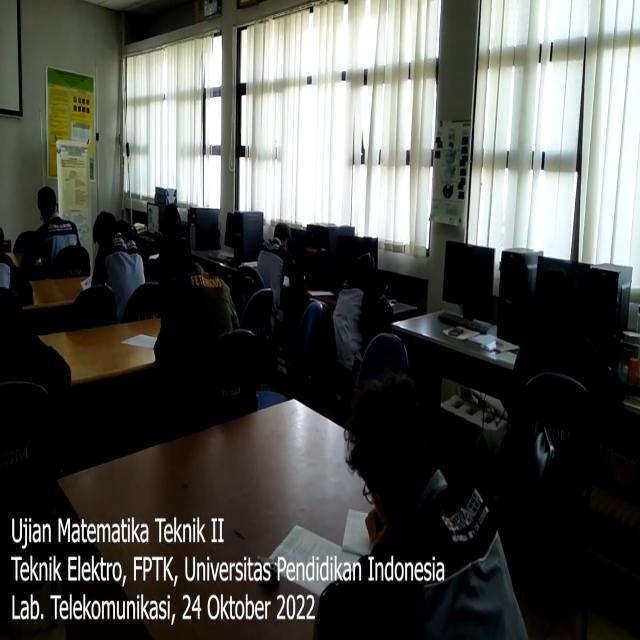 Ujian Matematika Teknik II
Teknik Elektro, FPTK, Universitas Pendidikan Indonesia
Lab. Telekomunikasi, 24 Oktober 2022